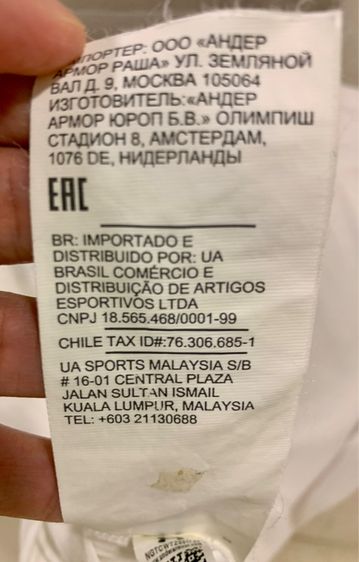 ИМПОРТЕР: ООО «АНДЕР
АРМОР РАША» УЛ. ЗЕМЛЯНОЙ
ВАЛ Д. 9, МОСКВА 105064
ИЗГОТОВИТЕЛЬ:«АНДЕР
АРМОР ЮРОП Б.В.» ОЛИМПИШ
СТАДИОН 8, АМСТЕРДАМ,
1076 DE, НИДЕРЛАНДЫ
EAC
BR: IMPORTADO E
DISTRIBUIDO POR: UA
BRASIL COMÉRCIO E
DISTRIBUIÇÃO DE ARTIGOS
ESPORTIVOS LTDA
CNPJ 18.565.468/0001-99
CHILE TAX ID#:76.306.685-1
UA SPORTS MALAYSIA S/B
# 16-01 CENTRAL PLAZA
JALAN SULTAN ISMAIL
KUALA LUMPUR, MALAYSIA
TEL: +603 21130688